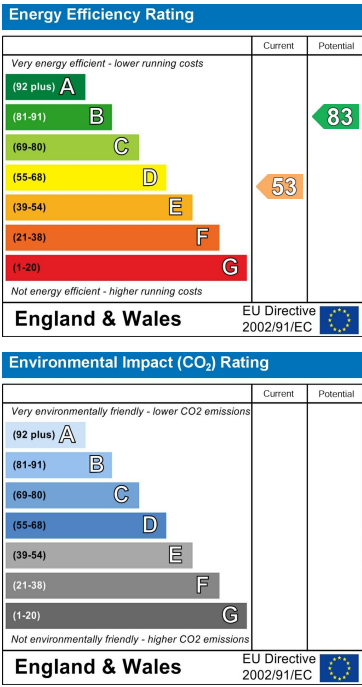 Energy Efficiency Rating
Current Potential
Very energy efficient - lower running costs
(92 plus) A
(81-91) B 83
(69-80) C
(55-68) D
53
(39-54) E
(21-38) F
(1-20) G
Not energy efficient - higher running costs
England & Wales EU Directive
2002/91/EC
Environmental Impact (CO₂) Rating
Current Potential
Very environmentally friendly - lower CO2 emissions
(92 plus) A
(81-91) B
(69-80) C
(55-68) D
(39-54) E
(21-38) F
(1-20) G
Not environmentally friendly - higher CO2 emissions
England & Wales EU Directive
2002/91/EC